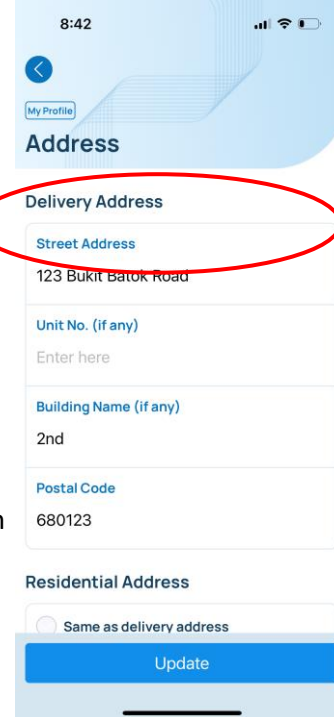 8:42
My Profile
Address
Delivery Address
Street Address
123 Bukit Batok Road
Unit No. (if any)
Enter here
Building Name (if any)
2nd
Postal Code
680123
Residential Address
Same as delivery address
Update